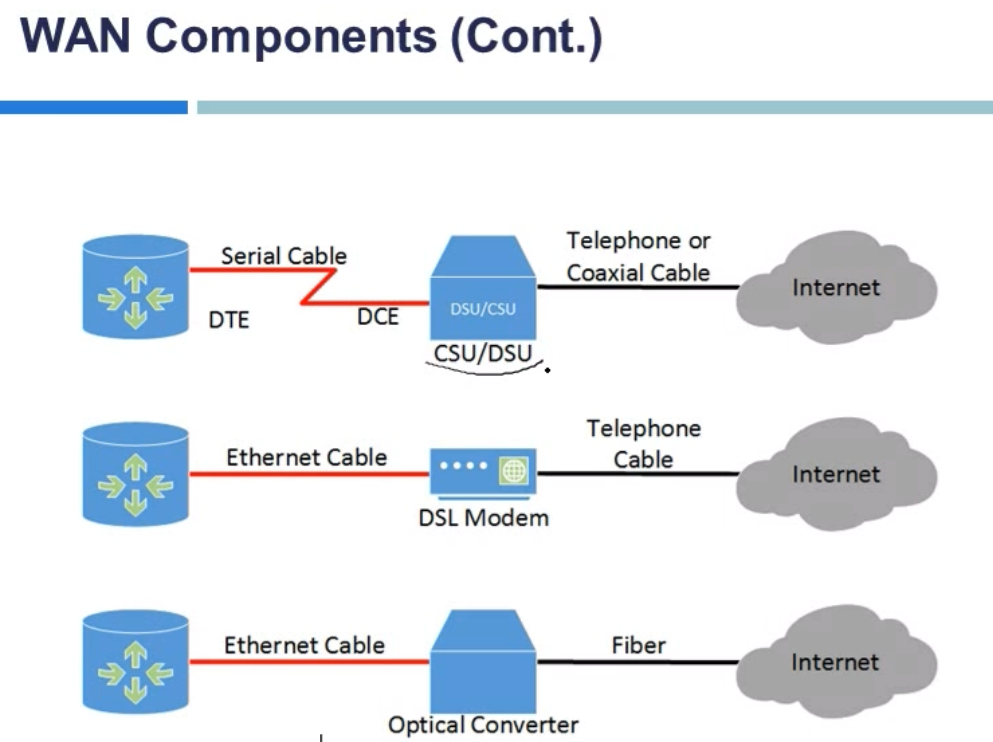 WAN Components (Cont.)
Serial Cable
DTE
DCE
DSU/CSU
CSU/DSU
Telephone or
Coaxial Cable
Internet
Ethernet Cable
DSL Modem
Telephone
Cable
Internet
Ethernet Cable
Optical Converter
Fiber
Internet